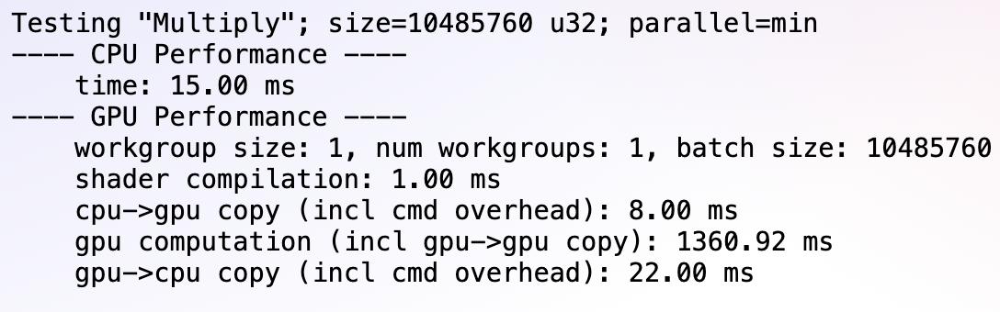 Testing "Multiply"; size=10485760 u32; parallel=min
---- CPU Performance ----
time: 15.00 ms
---- GPU Performance ----
workgroup size: 1, num workgroups: 1, batch size: 10485760
shader compilation: 1.00 ms
cpu->gpu copy (incl cmd overhead): 8.00 ms
gpu computation (incl gpu->gpu copy): 1360.92 ms
gpu->cpu copy (incl cmd overhead): 22.00 ms